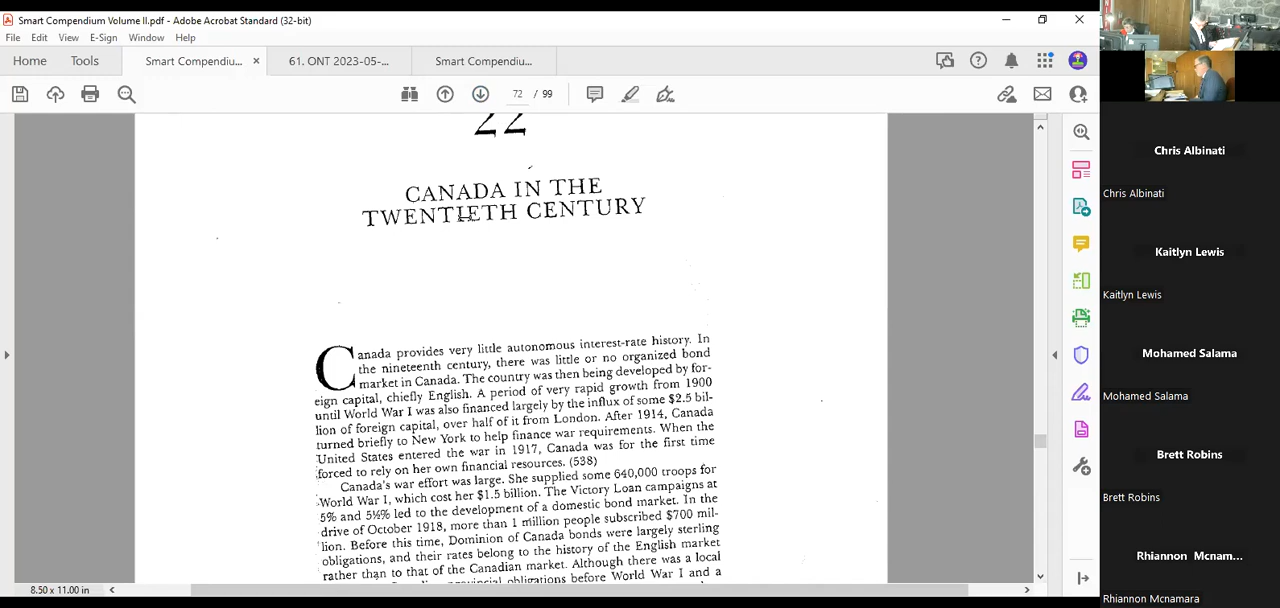 Smart Compendium Volume II.pdf - Adobe Acrobat Standard (32-bit)
File Edit View E-Sign Window Help
Home Tools Smart Compendiu... × 61. ONT 2023-05-... Smart Compendiu...
72 / 99
22
CANADA IN THE
TWENTIETH CENTURY
Canada provides very little autonomous interest-rate history. In
the nineteenth century, there was little or no organized bond
market in Canada. The country was then being developed by for-
eign capital, chiefly English. A period of very rapid growth from 1900
until World War I was also financed largely by the influx of some $2.5 bil-
lion of foreign capital, over half of it from London. After 1914, Canada
turned briefly to New York to help finance war requirements. When the
United States entered the war in 1917, Canada was for the first time
forced to rely on her own financial resources. (538)
Canada's war effort was large. She supplied some 640,000 troops for
World War I, which cost her $1.5 billion. The Victory Loan campaigns at
5% and 5½% led to the development of a domestic bond market. In the
drive of October 1918, more than 1 million people subscribed $700 mil-
lion. Before this time, Dominion of Canada bonds were largely sterling
obligations, and their rates belong to the history of the English market
rather than to that of the Canadian market. Although there was a local
provincial obligations before World War I and a
8.50 x 11.00 in
Chris Albinati
Chris Albinati
Kaitlyn Lewis
Kaitlyn Lewis
Mohamed Salama
Mohamed Salama
Brett Robins
Brett Robins
Rhiannon Mcnam...
Rhiannon Mcnamara